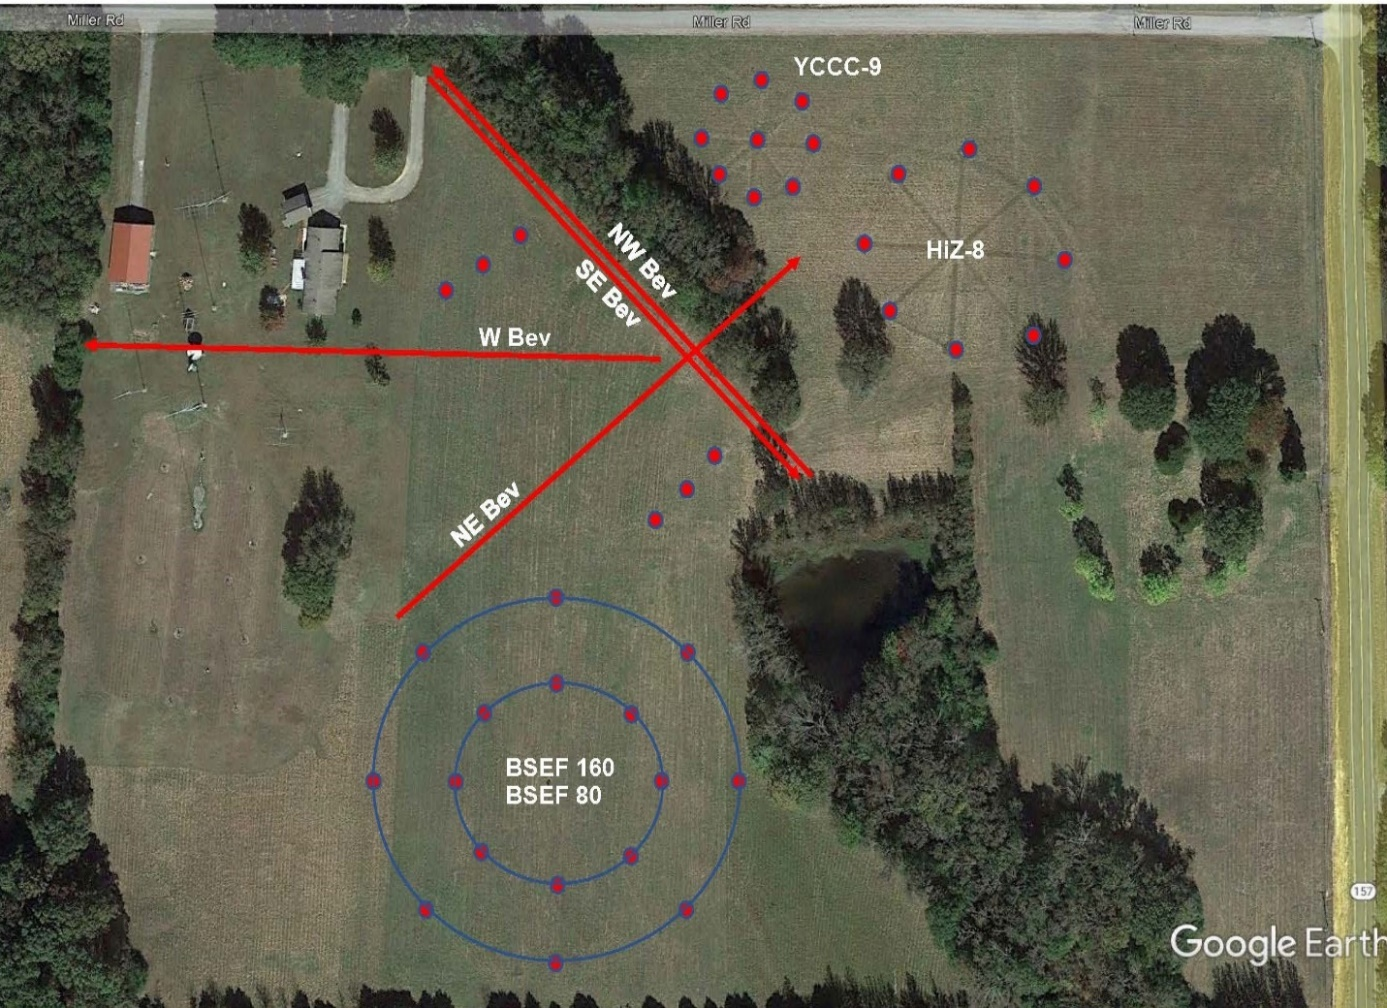 Miller Rd
Miller Rd
Miller Rd
YCCC-9
HiZ-8
NW Bev
SE Bev
W Bev
NE Bev
BSEF 160
BSEF 80
157
Google Earth